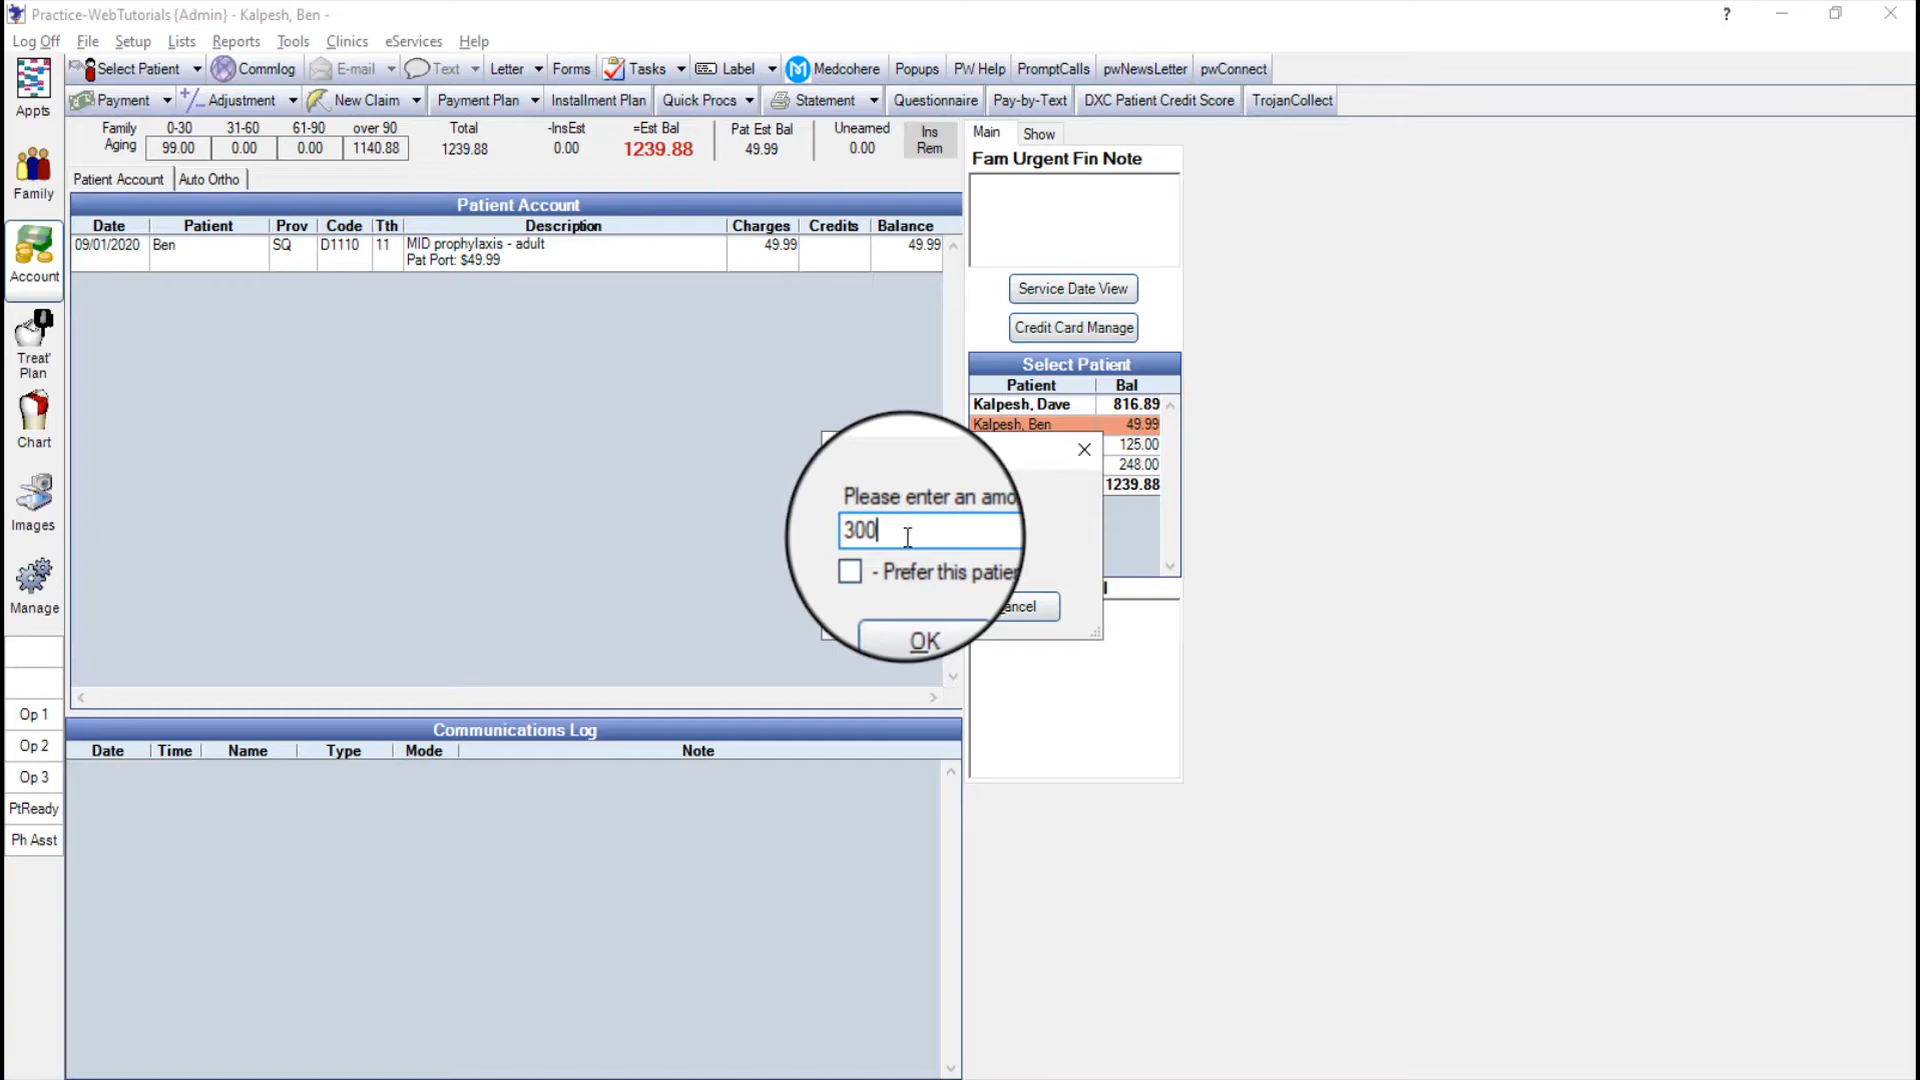 Practice-WebTutorials {Admin} - Kalpesh, Ben -
?
Log Off File Setup Lists Reports Tools Clinics eServices Help
Select Patient Commlog E-mail Text Letter Forms Tasks Label Medcohere Popups PW Help PromptCalls pwNewsLetter pwConnect
Payment Adjustment New Claim Payment Plan Installment Plan Quick Procs Statement Questionnaire Pay-by-Text DXC Patient Credit Score TrojanCollect
Appts
Family
Account
Treat' Plan
Chart
Images
Manage
Op 1
Op 2
Op 3
PtReady
Ph Asst
Family Aging 0-30 31-60 61-90 over 90 Total -InsEst =Est Bal Pat Est Bal Unearned Ins Rem
99.00 0.00 0.00 1140.88 1239.88 0.00 1239.88 49.99 0.00
Patient Account Auto Ortho
Patient Account
Date Patient Prov Code Tth Description Charges Credits Balance
09/01/2020 Ben SQ D1110 11 MID prophylaxis - adult 49.99 49.99
Pat Port: $49.99
Main Show
Fam Urgent Fin Note
Service Date View
Credit Card Manage
Select Patient
Patient Bal
Kalpesh, Dave 816.89
Kalpesh, Ben 49.99
125.00
248.00
1239.88
Please enter an
300
- Prefer this
OK
Communications Log
Date Time Name Type Mode Note